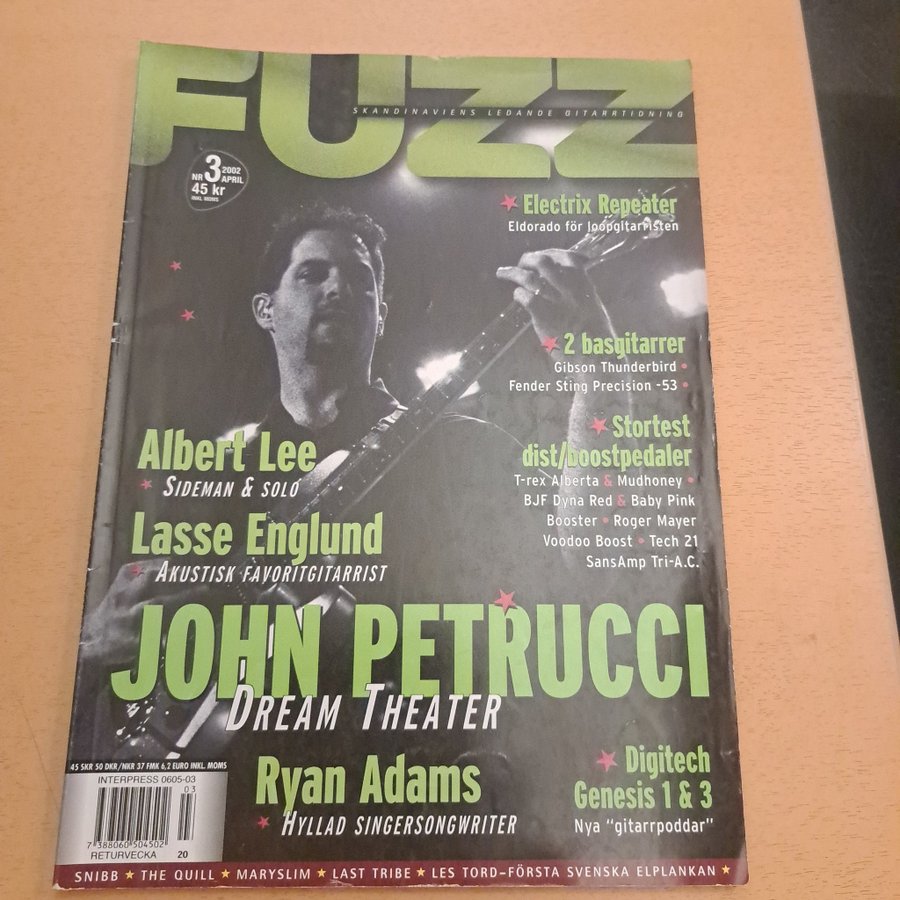 FUZZ
SKANDINAVIENS LEDANDE GITARRTIDNING
NR 3 2002 APRIL
45 kr
INKL MOMS
Electrix Repeater
Eldorado för loopgitarristen
2 basgitarrer
Gibson Thunderbird •
Fender Sting Precision -53 •
Stortest
dist/boostpedaler
T-rex Alberta & Mudhoney •
BJF Dyna Red & Baby Pink
Booster • Roger Mayer
Voodoo Boost • Tech 21
SansAmp Tri-A.C.
Albert Lee
SIDEMAN & SOLO
Lasse Englund
AKUSTISK FAVORITGITARRIST
JOHN PETRUCCI
DREAM THEATER
Ryan Adams
HYLLAD SINGERSONGWRITER
Digitech
Genesis 1 & 3
Nya "gitarrpoddar"
45 SKR 50 DKR/NKR 37 FMK 6,2 EURO INKL. MOMS
INTERPRESS 0605-03
03
7 388060 504502
RETURVECKA 20
SNIBB ★ THE QUILL ★ MARYSLIM ★ LAST TRIBE ★ LES TORD-FÖRSTA SVENSKA ELPLANKAN ★